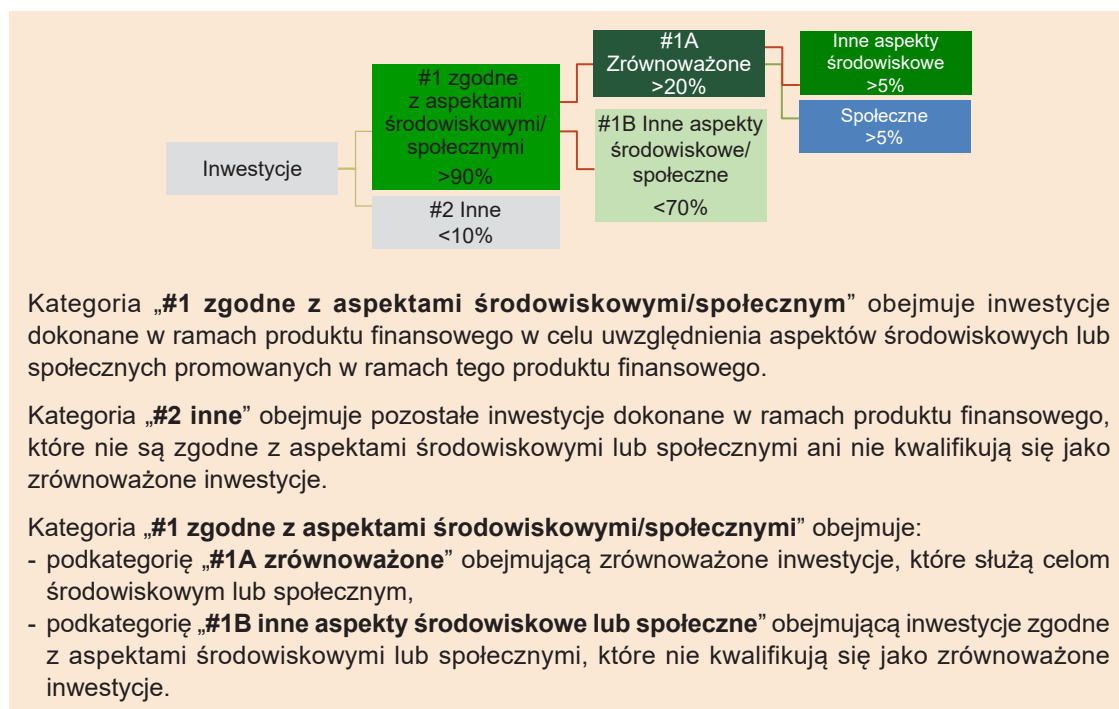 Inwestycje
#1 zgodne
z aspektami
środowiskowymi/
społecznymi
>90%
#2 Inne
<10%
#1A
Zrównoważone
>20%
#1B Inne aspekty
środowiskowe/
społeczne
<70%
Inne aspekty
środowiskowe
>5%
Społeczne
>5%
Kategoria „#1 zgodne z aspektami środowiskowymi/społecznym” obejmuje inwestycje
dokonane w ramach produktu finansowego w celu uwzględnienia aspektów środowiskowych lub
społecznych promowanych w ramach tego produktu finansowego.
Kategoria „#2 inne” obejmuje pozostałe inwestycje dokonane w ramach produktu finansowego,
które nie są zgodne z aspektami środowiskowymi lub społecznymi ani nie kwalifikują się jako
zrównoważone inwestycje.
Kategoria „#1 zgodne z aspektami środowiskowymi/społecznymi” obejmuje:
- podkategorię „#1A zrównoważone” obejmującą zrównoważone inwestycje, które służą celom
środowiskowym lub społecznym,
- podkategorię „#1B inne aspekty środowiskowe lub społeczne” obejmującą inwestycje zgodne
z aspektami środowiskowymi lub społecznymi, które nie kwalifikują się jako zrównoważone
inwestycje.